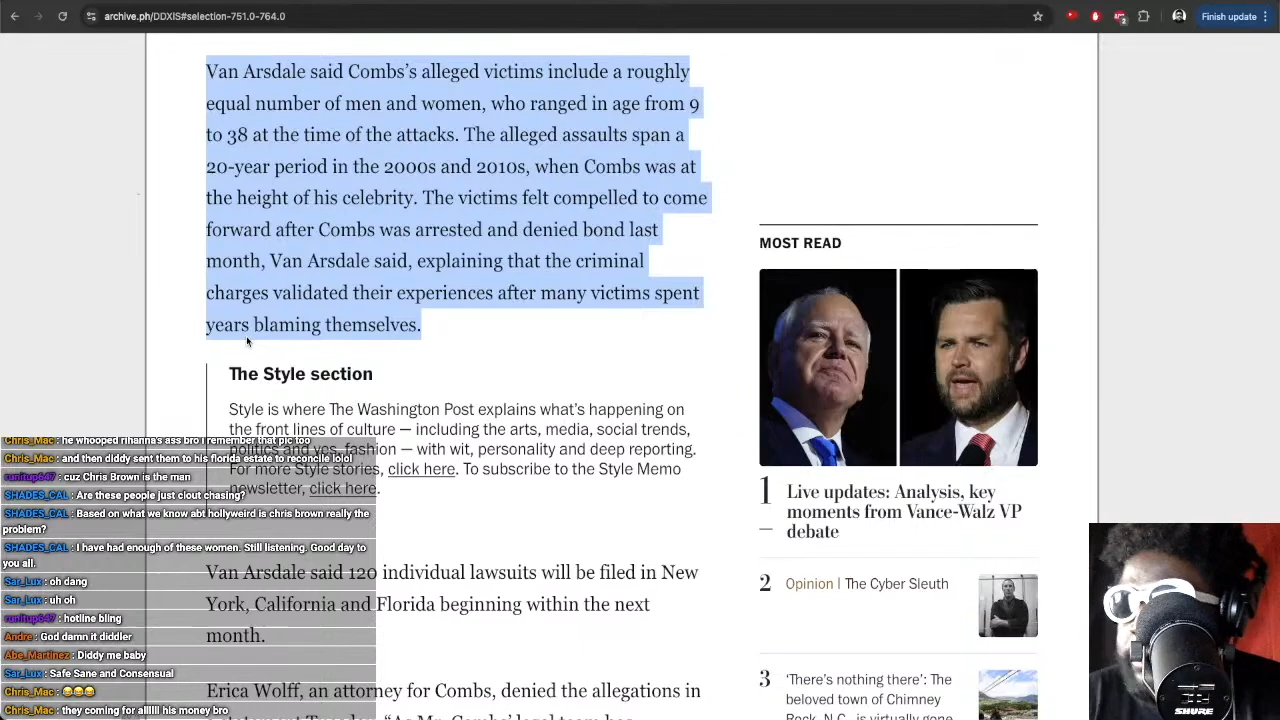 archive.ph/DDXIS#selection-751.0-764.0
2
Finish update
Van Arsdale said Combs’s alleged victims include a roughly
equal number of men and women, who ranged in age from 9
to 38 at the time of the attacks. The alleged assaults span a
20-year period in the 2000s and 2010s, when Combs was at
the height of his celebrity. The victims felt compelled to come
forward after Combs was arrested and denied bond last
month, Van Arsdale said, explaining that the criminal
charges validated their experiences after many victims spent
years blaming themselves.
The Style section
Style is where The Washington Post explains what’s happening on
the front lines of culture — including the arts, media, social trends,
politics and yes, fashion — with wit, personality and deep reporting.
For more Style stories, click here. To subscribe to the Style Memo
newsletter, click here.
Van Arsdale said 120 individual lawsuits will be filed in New
York, California and Florida beginning within the next
month.
Erica Wolff, an attorney for Combs, denied the allegations in
MOST READ
1
Live updates: Analysis, key
moments from Vance-Walz VP
debate
2
Opinion | The Cyber Sleuth
3
‘There’s nothing there’: The
beloved town of Chimney
Rock, N.C., is virtually gone
Chris_Mac : he whooped rihanna's ass bro i remember that pic too
Chris_Mac : and then diddy sent them to his florida estate to reconcile lolol
runitup647 : cuz Chris Brown is the man
SHADES_CAL : Are these people just clout chasing?
SHADES_CAL : Based on what we know abt hollyweird is chris brown really the
problem?
SHADES_CAL : I have had enough of these women. Still listening. Good day to
you all.
Sar_Lux : oh dang
Sar_Lux : uh oh
runitup647 : hotline bling
Andre : God damn it diddler
Abe_Martinez : Diddy me baby
Sar_Lux : Safe Sane and Consensual
Chris_Mac : 😂😂😂
Chris_Mac : they coming for allllll his money bro
SHURE